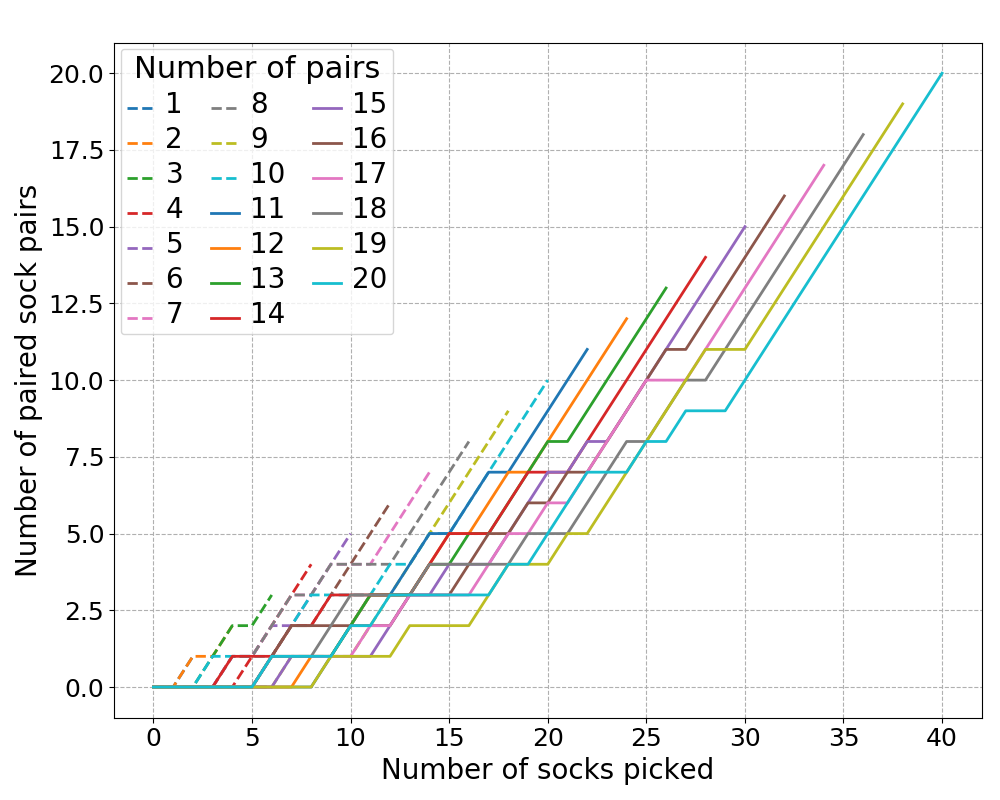 Number of pairs
1 8 15
2 9 16
3 10 17
4 11 18
5 12 19
6 13 20
7 14
20.0
17.5
15.0
12.5
10.0
7.5
5.0
2.5
0.0
Number of paired sock pairs
0 5 10 15 20 25 30 35 40
Number of socks picked